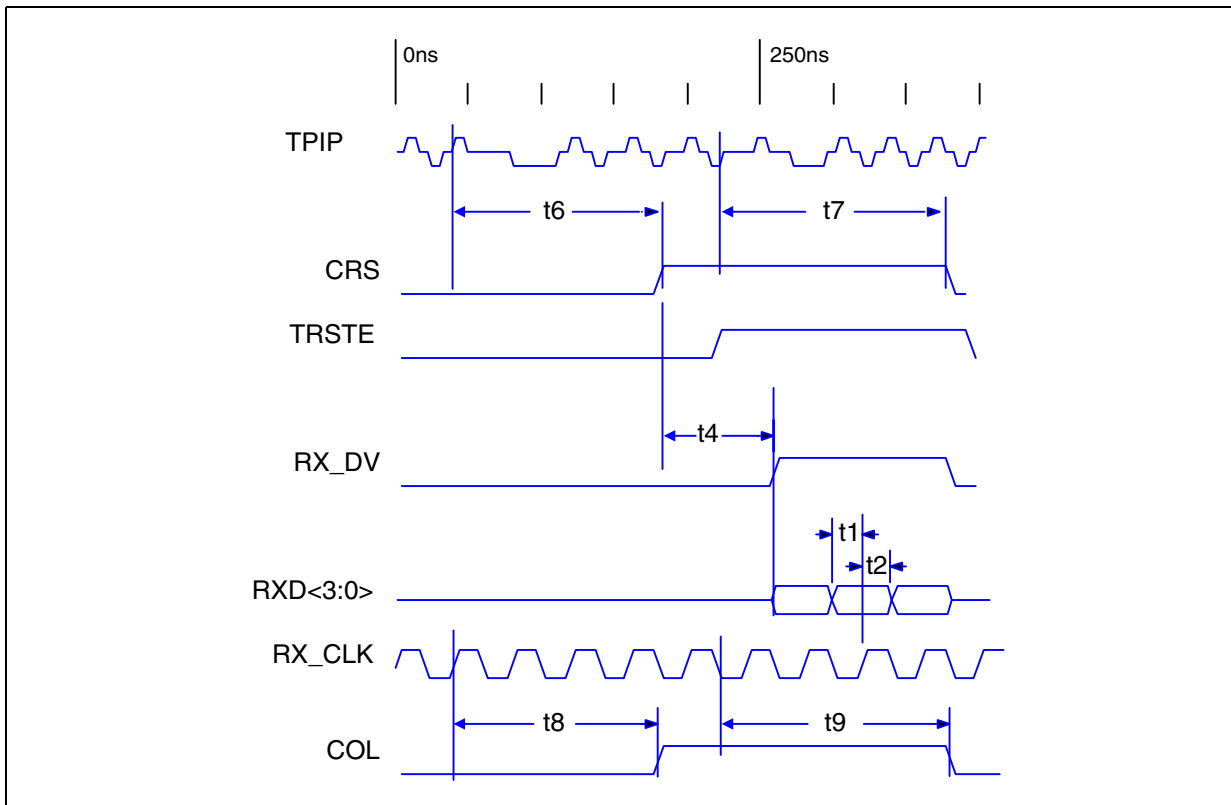 0ns 250ns
TPIP
t6 t7
CRS
TRSTE
t4
RX_DV
t1
t2
RXD<3:0>
RX_CLK
t8 t9
COL